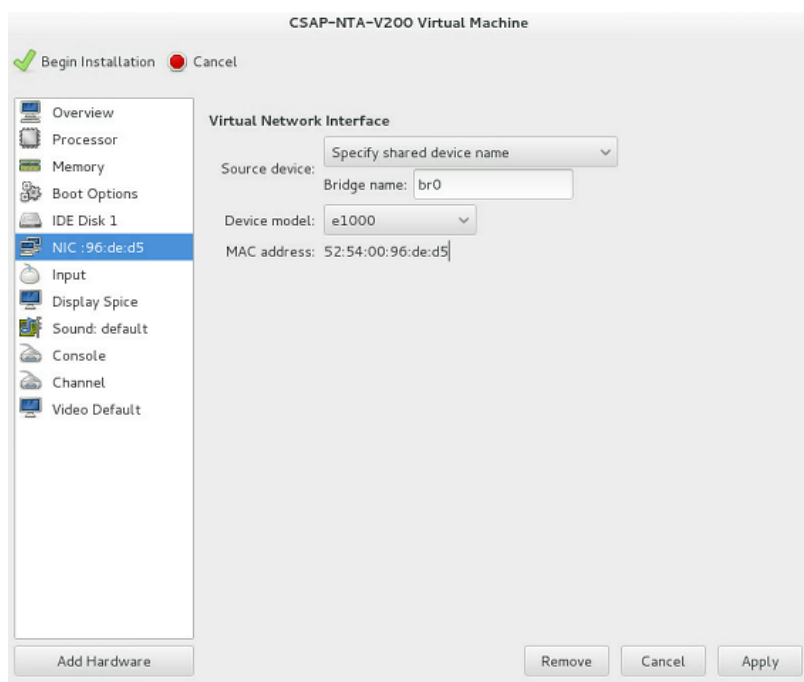 CSAP-NTA-V200 Virtual Machine
Begin Installation Cancel
Overview
Processor
Memory
Boot Options
IDE Disk 1
NIC :96:de:d5
Input
Display Spice
Sound: default
Console
Channel
Video Default
Add Hardware
Virtual Network Interface
Source device: Specify shared device name
Bridge name: br0
Device model: e1000
MAC address: 52:54:00:96:de:d5
Remove Cancel Apply